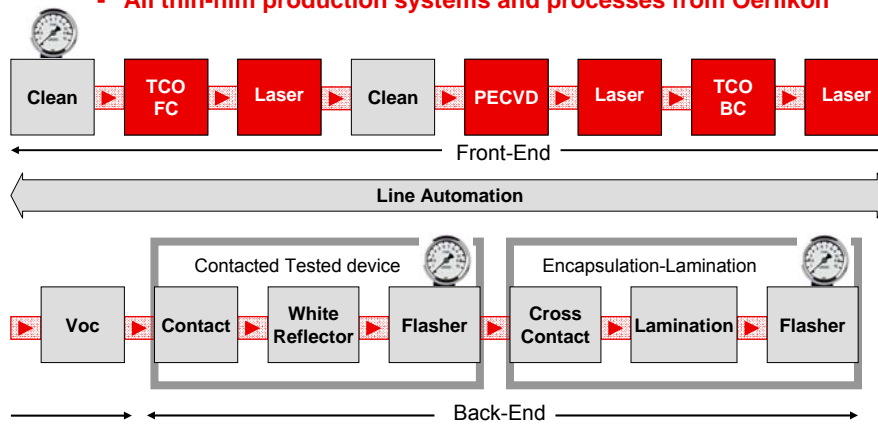 - All thin-film production systems and processes from Oerlikon
Clean
TCO
FC
Laser
Clean
PECVD
Laser
TCO
BC
Laser
Front-End
Line Automation
Contacted Tested device
Encapsulation-Lamination
Voc
Contact
White
Reflector
Flasher
Cross
Contact
Lamination
Flasher
Back-End